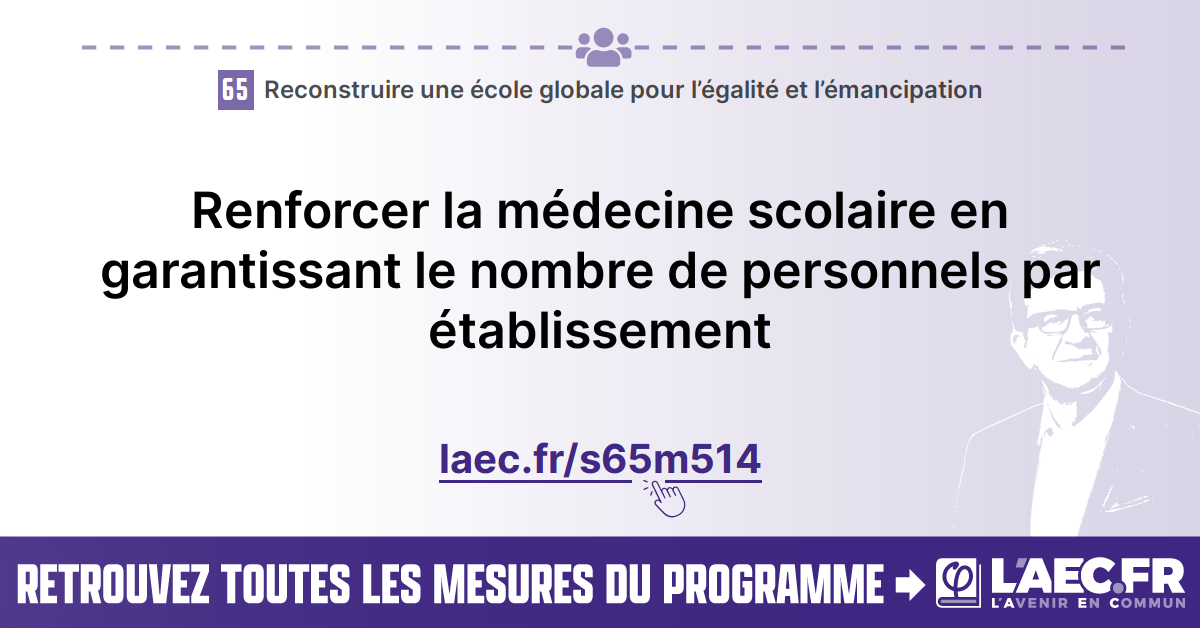 65 Reconstruire une école globale pour l’égalité et l’émancipation
Renforcer la médecine scolaire en
garantissant le nombre de personnels par
établissement
laec.fr/s65m514
RETROUVEZ TOUTES LES MESURES DU PROGRAMME
φ L'AEC.FR
L'AVENIR EN COMMUN